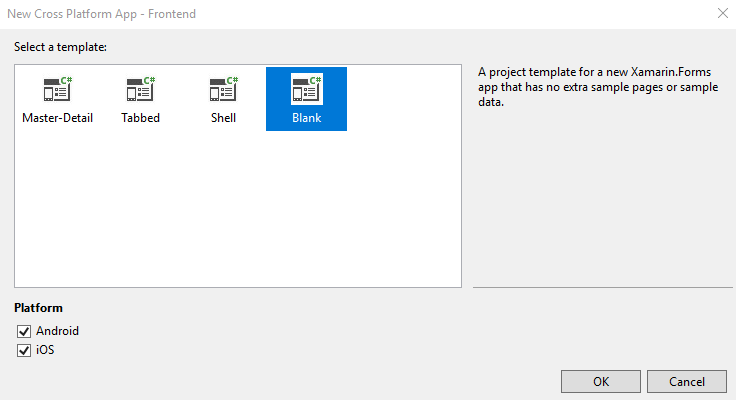 New Cross Platform App - Frontend
Select a template:
C#
C#
C#
C#
Master-Detail
Tabbed
Shell
Blank
A project template for a new Xamarin.Forms
app that has no extra sample pages or sample
data.
Platform
Android
iOS
OK
Cancel